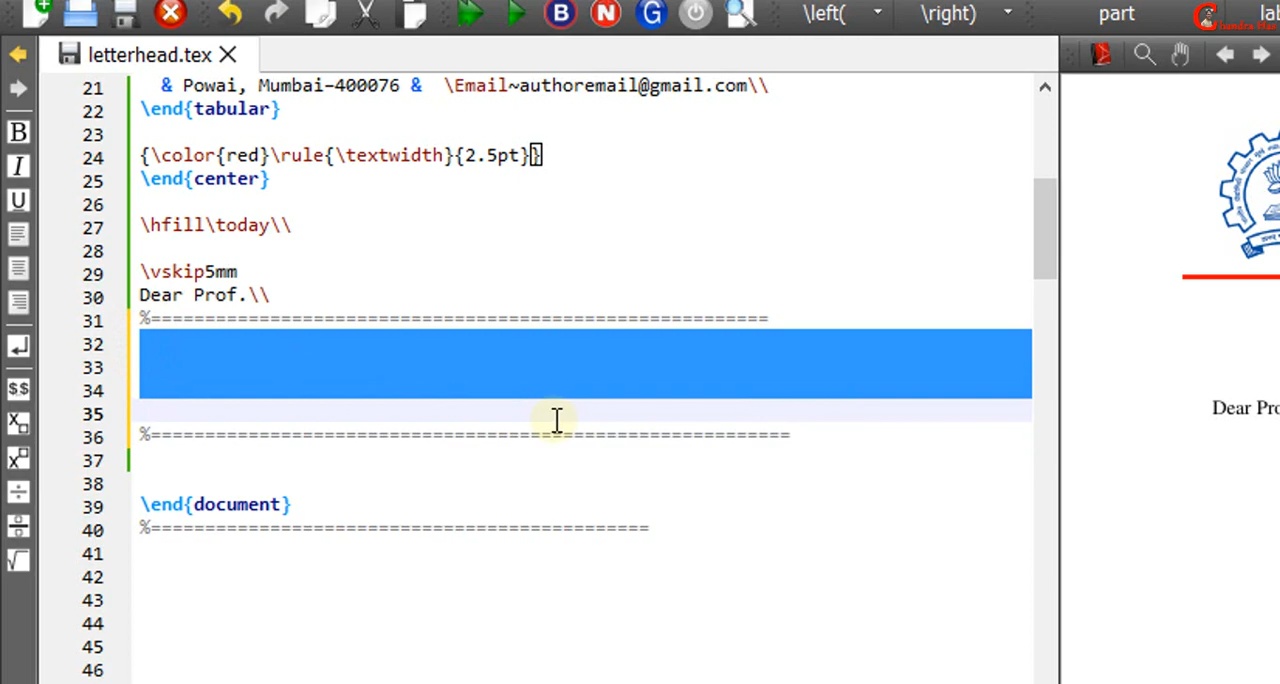 \left( \right) part
Chandra Has
letterhead.tex
21 & Powai, Mumbai-400076 & \Email~authoremail@gmail.com\\
22 \end{tabular}
23
24 {\color{red}\rule{\textwidth}{2.5pt}}
25 \end{center}
26
27 \hfill\today\\
28
29 \vskip5mm
30 Dear Prof.\\
31 %=========================================================
32
33
34
35
36 %===========================================================
37
38
39 \end{document}
40 %==============================================
41
42
43
44
45
46
Dear Pro